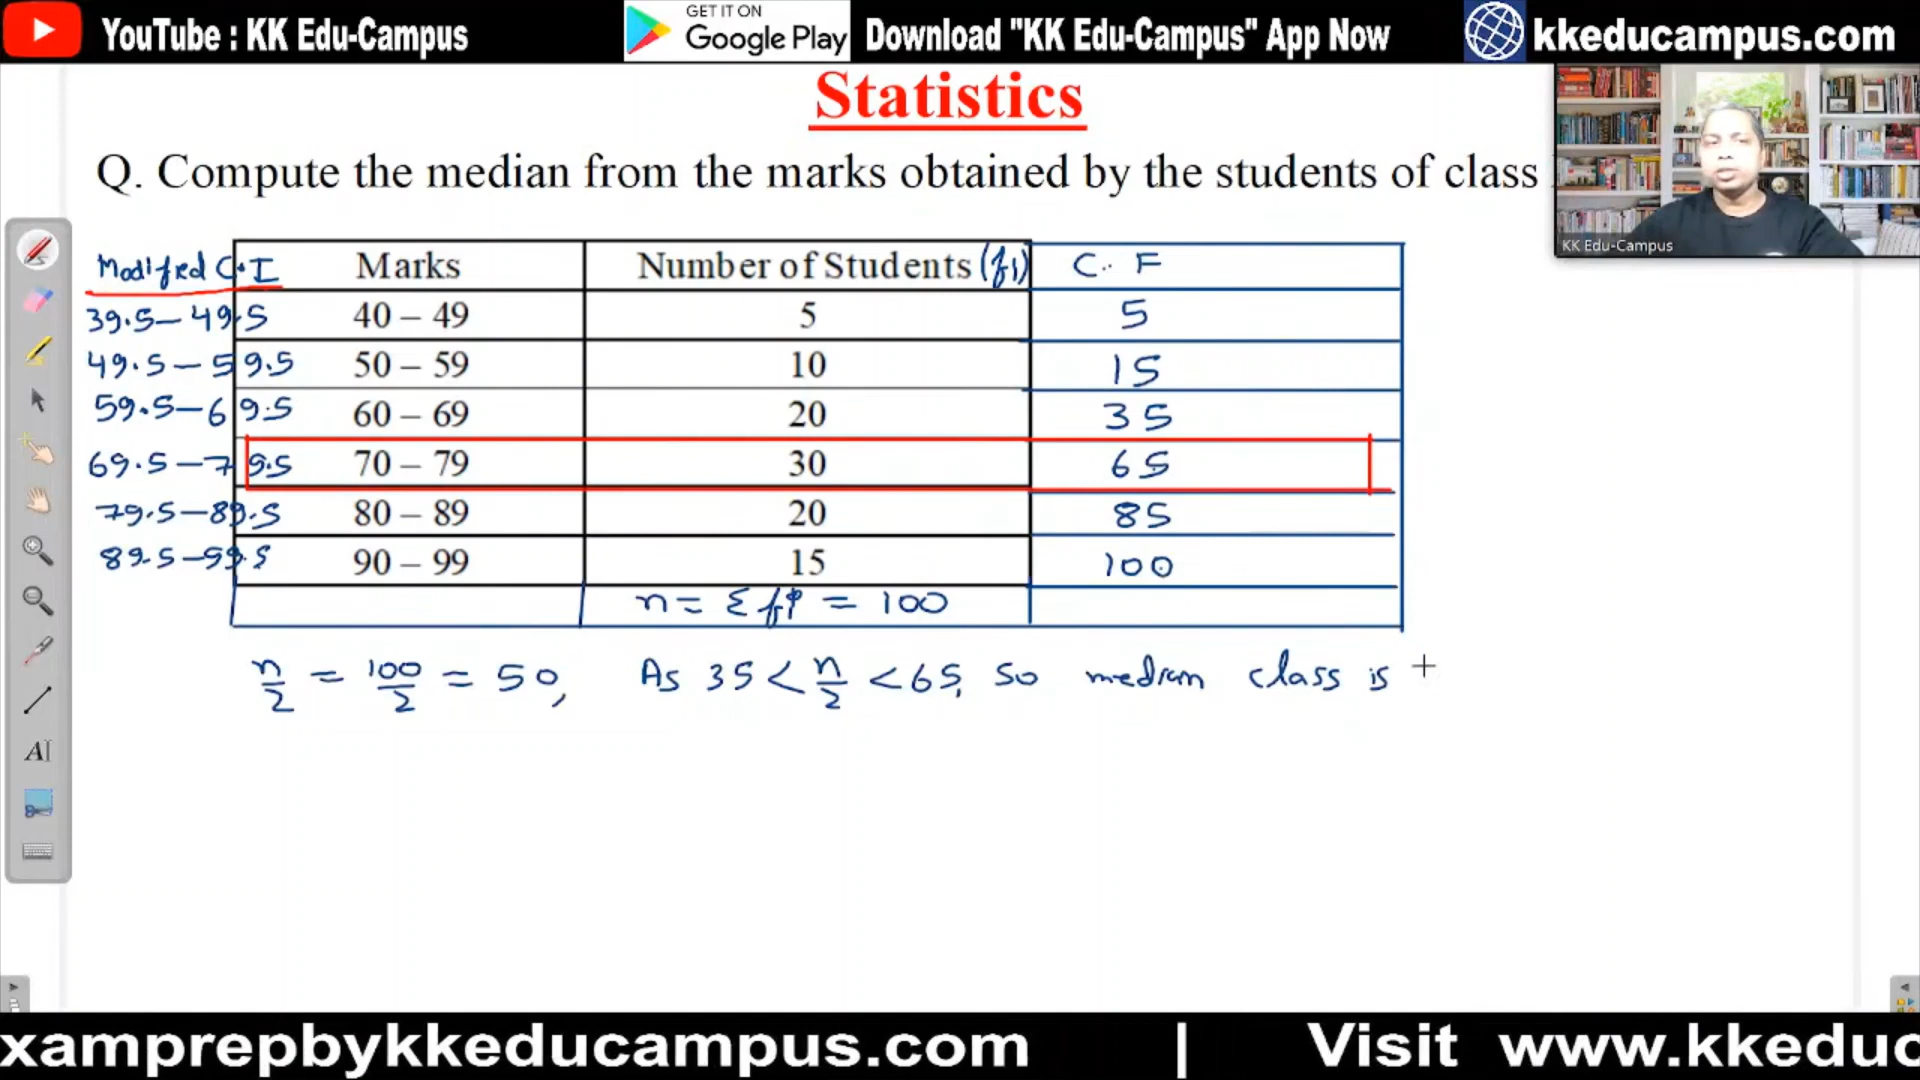 YouTube : KK Edu-Campus GET IT ON Google Play Download "KK Edu-Campus" App Now kkeducampus.com
Statistics
Q. Compute the median from the marks obtained by the students of class
KK Edu-Campus
Modified C.I Marks Number of Students (fi) C. F
39.5-49.5 40 – 49 5 5
49.5-59.5 50 – 59 10 15
59.5-69.5 60 – 69 20 35
69.5-79.5 70 – 79 30 65
79.5-89.5 80 – 89 20 85
89.5-99.5 90 – 99 15 100
n = Σfi = 100
n/2 = 100/2 = 50, As 35 < n/2 < 65, so median class is
AI
xamprepbykkeducampus.com | Visit www.kkeduc